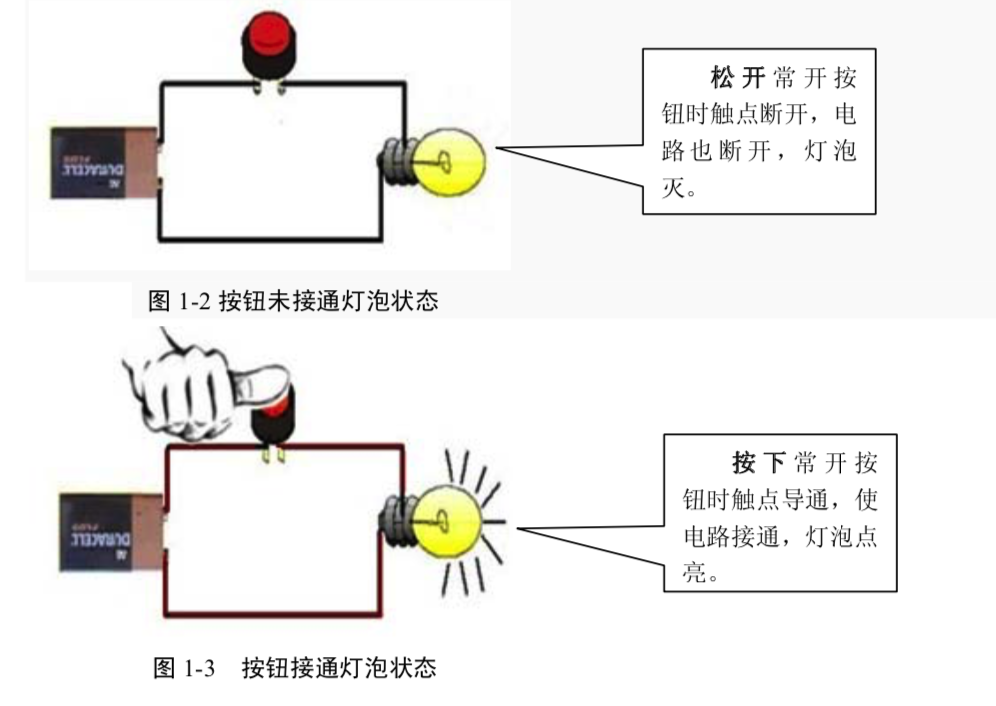 松开常开按
钮时触点断开，电
路也断开，灯泡
灭。
DURACELL
图 1-2 按钮未接通灯泡状态
按下常开按
钮时触点导通，使
电路接通，灯泡点
亮。
DURACELL
图 1-3 按钮接通灯泡状态